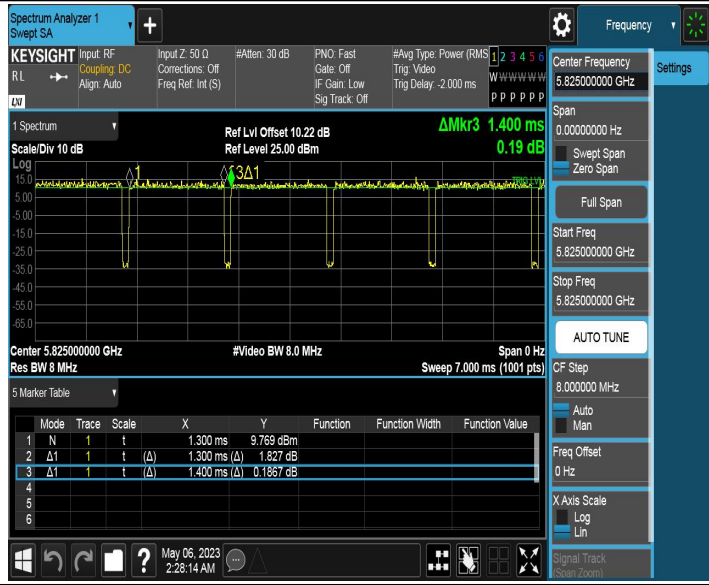 Spectrum Analyzer 1
Swept SA
Frequency
KEYSIGHT
RL
LXI
Input: RF
Coupling: DC
Align: Auto
Input Z: 50 Ω
Corrections: Off
Freq Ref: Int (S)
#Atten: 30 dB
PNO: Fast
Gate: Off
IF Gain: Low
Sig Track: Off
#Avg Type: Power (RMS
Trig: Video
Trig Delay: -2.000 ms
1 2 3 4 5 6
W W W W W W
P P P P P P
1 Spectrum
Scale/Div 10 dB
Ref Lvl Offset 10.22 dB
Ref Level 25.00 dBm
ΔMkr3 1.400 ms
0.19 dB
Log
15.0
5.00
-5.00
-15.0
-25.0
-35.0
-45.0
-55.0
-65.0
1
3Δ1
TRIG LVL
Center 5.825000000 GHz
#Video BW 8.0 MHz
Span 0 Hz
Res BW 8 MHz
Sweep 7.000 ms (1001 pts)
5 Marker Table
Mode Trace Scale X Y Function Function Width Function Value
1 N 1 t 1.300 ms 9.769 dBm
2 Δ1 1 t (Δ) 1.300 ms (Δ) 1.827 dB
3 Δ1 1 t (Δ) 1.400 ms (Δ) 0.1867 dB
4
5
6
?
May 06, 2023
2:28:14 AM
Center Frequency
5.825000000 GHz
Span
0.00000000 Hz
Swept Span
Zero Span
Full Span
Start Freq
5.825000000 GHz
Stop Freq
5.825000000 GHz
AUTO TUNE
CF Step
8.000000 MHz
Auto
Man
Freq Offset
0 Hz
X Axis Scale
Log
Lin
Signal Track
(Span Zoom)
Settings